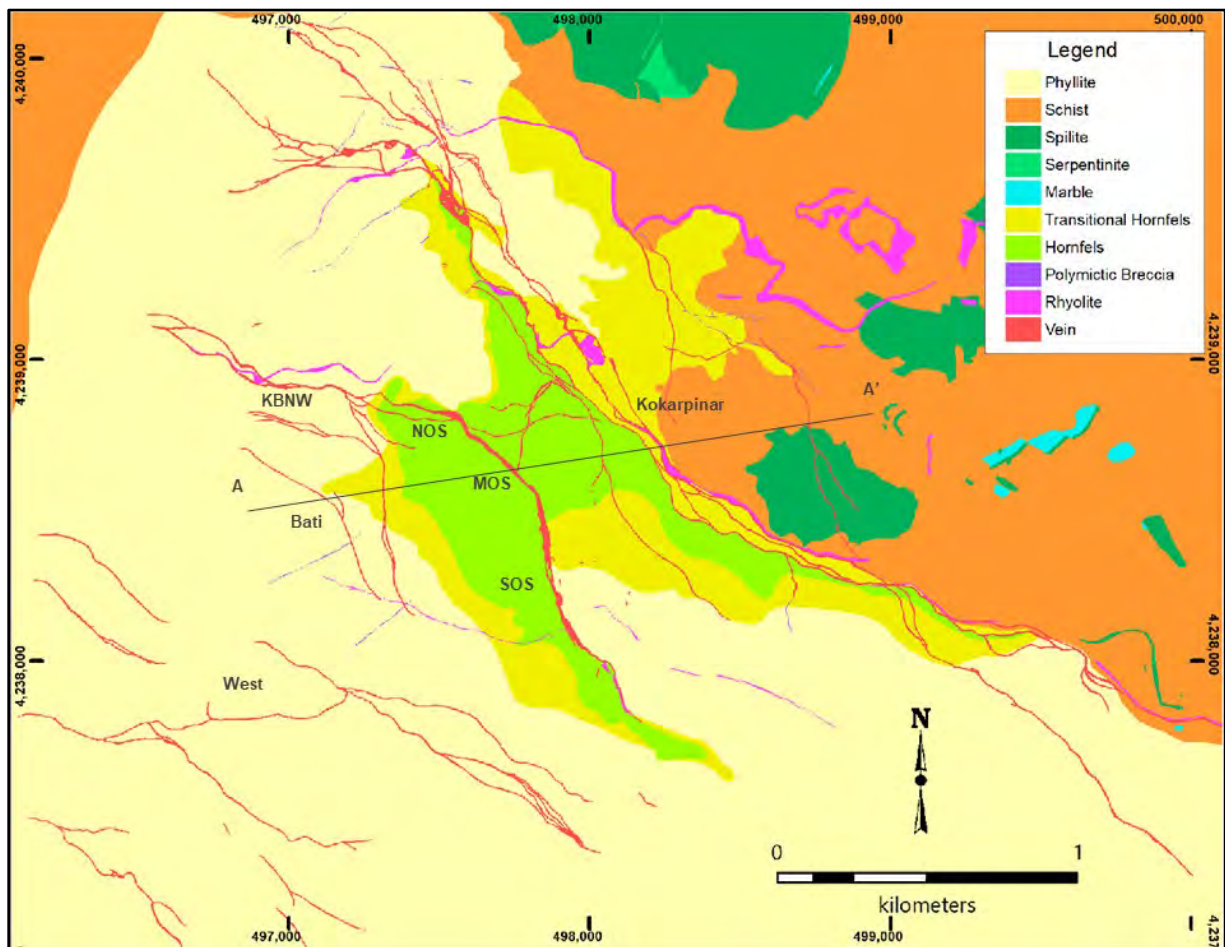 497,000
498,000
499,000
500,000
4,240,000
Legend
Phyllite
Schist
Spilite
Serpentinite
Marble
Transitional Hornfels
Hornfels
Polymictic Breccia
Rhyolite
Vein
4,239,000
4,239,000
KBNW
NOS
Kokarpinar
A'
A
MOS
Bati
SOS
4,238,000
4,238,000
West
N
0
1
kilometers
497,000
498,000
499,000
4,237